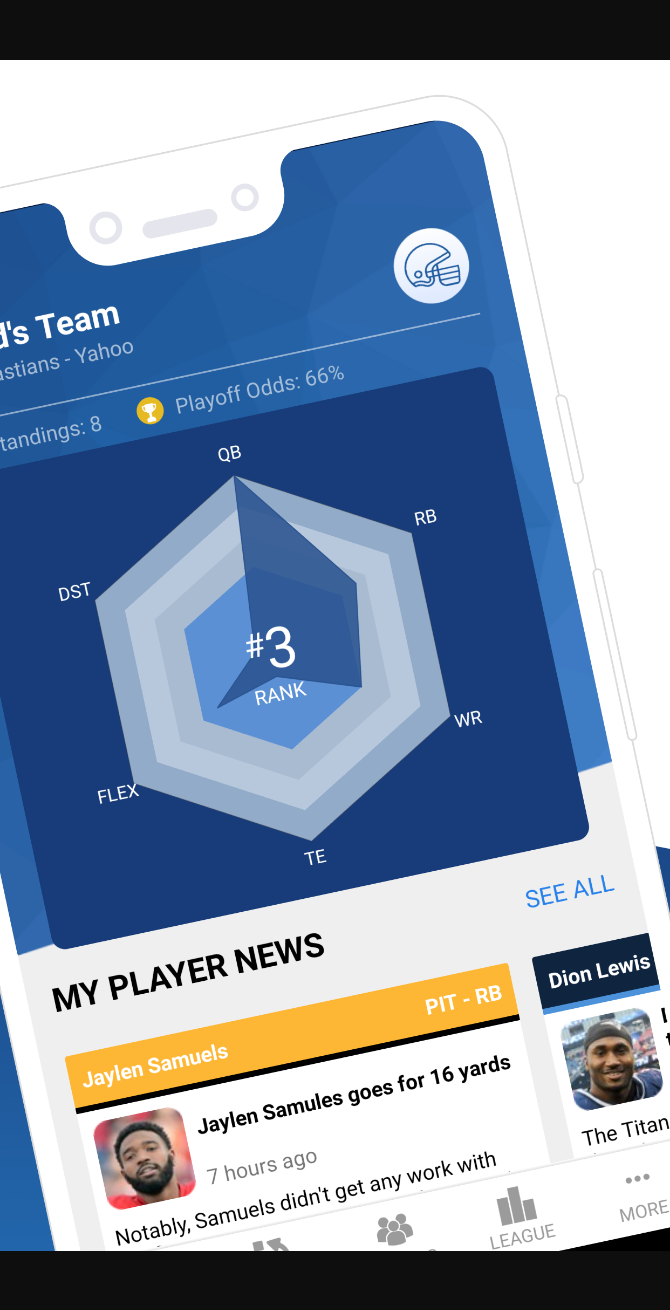 d's Team
astians - Yahoo
tandings: 8
Playoff Odds: 66%
QB
RB
DST
#3
RANK
WR
FLEX
TE
SEE ALL
MY PLAYER NEWS
Jaylen Samuels
PIT - RB
Dion Lewis
Jaylen Samules goes for 16 yards
7 hours ago
Notably, Samuels didn't get any work with
The Titan
LEAGUE
MORE